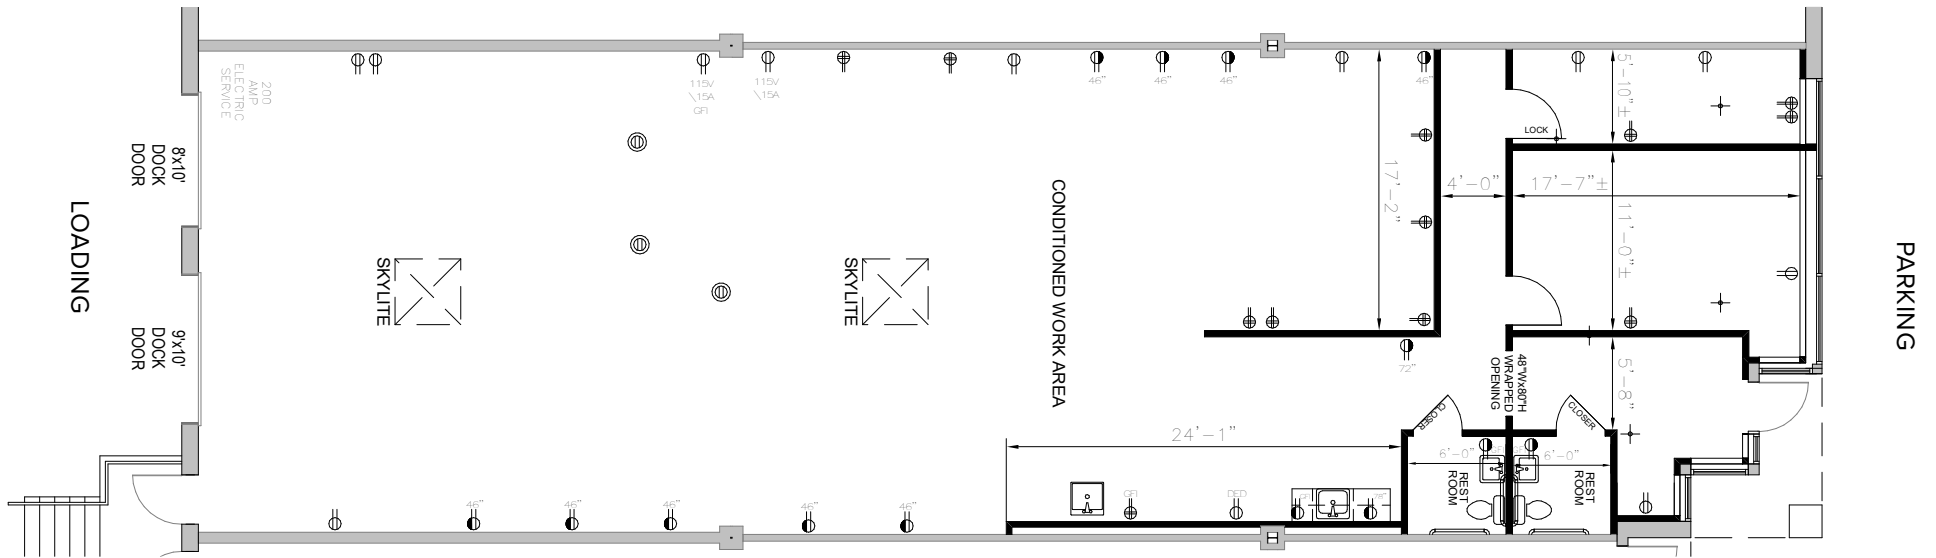 LOADING
8'x10'
DOCK
DOOR
9'x10'
DOCK
DOOR
200
AMP
ELECTRIC
SERVICE
SKYLITE
SKYLITE
115V
\15A
GFI
115V
\15A
46"
46"
46"
46"
CONDITIONED WORK AREA
17'-2"
4'-0"
17'-7"±
5'-10"±
LOCK
11'-0"±
5'-8"
72"
48"Wx80"H
WRAPPED
OPENING
CLOSER
CLOSER
24'-1"
6'-0"
6'-0"
REST
ROOM
REST
ROOM
GFI
DED
GFI
78"
46"
46"
46"
46"
46"
PARKING